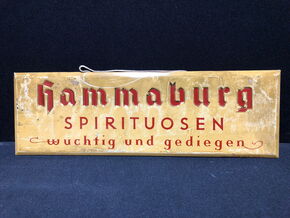 Hammaburg
SPIRITUOSEN
wuchtig und gediegen